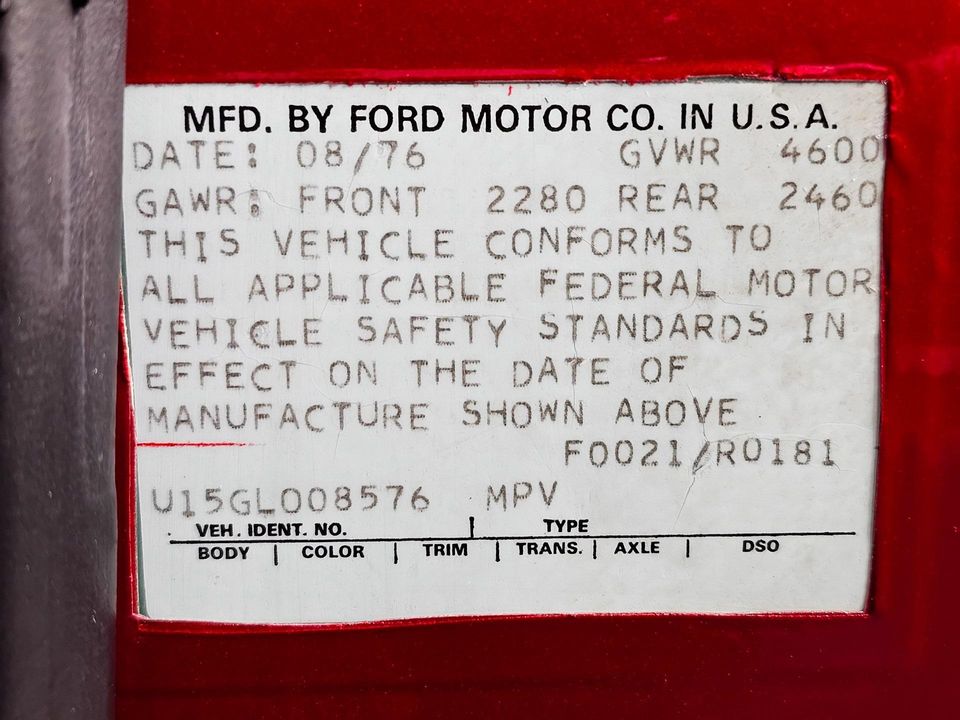 MFD. BY FORD MOTOR CO. IN U.S.A.
DATE: 08/76 GVWR 4600
GAWR: FRONT 2280 REAR 2460
THIS VEHICLE CONFORMS TO
ALL APPLICABLE FEDERAL MOTOR
VEHICLE SAFETY STANDARDS IN
EFFECT ON THE DATE OF
MANUFACTURE SHOWN ABOVE
F0021/R0181
U15GL008576 MPV
VEH. IDENT. NO. | TYPE
BODY | COLOR | TRIM | TRANS. | AXLE | DSO